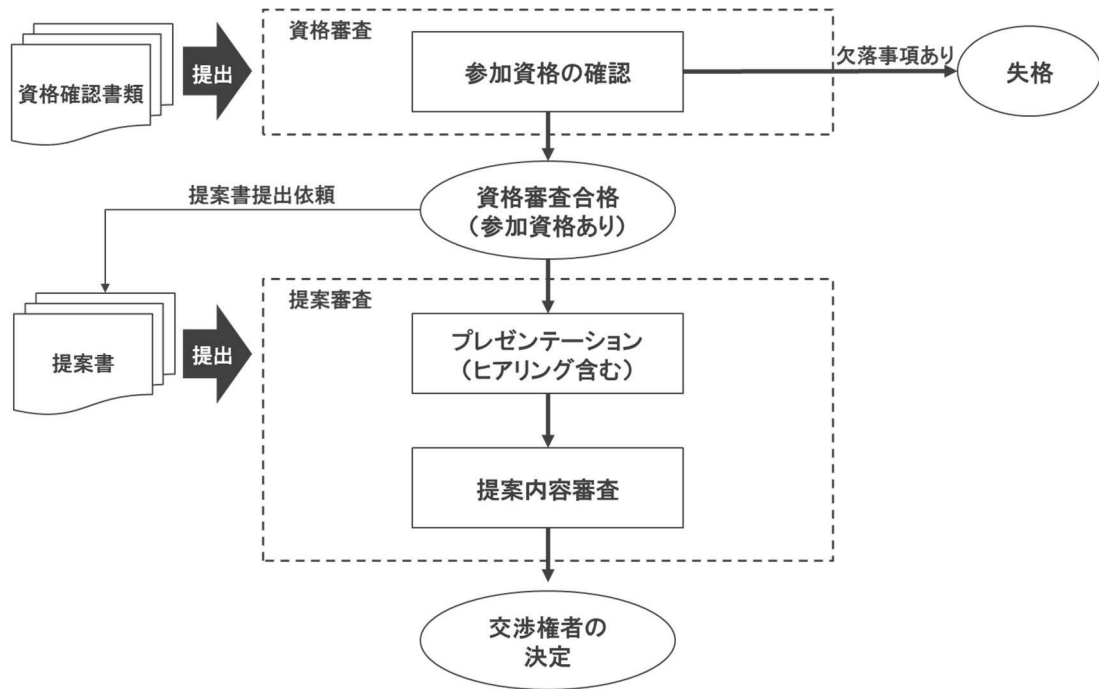 資格審査
資格確認書類
提出
参加資格の確認
欠落事項あり
失格
提案書提出依頼
資格審査合格
(参加資格あり)
提案審査
提案書
提出
プレゼンテーション
(ヒアリング含む)
提案内容審査
交渉権者の
決定